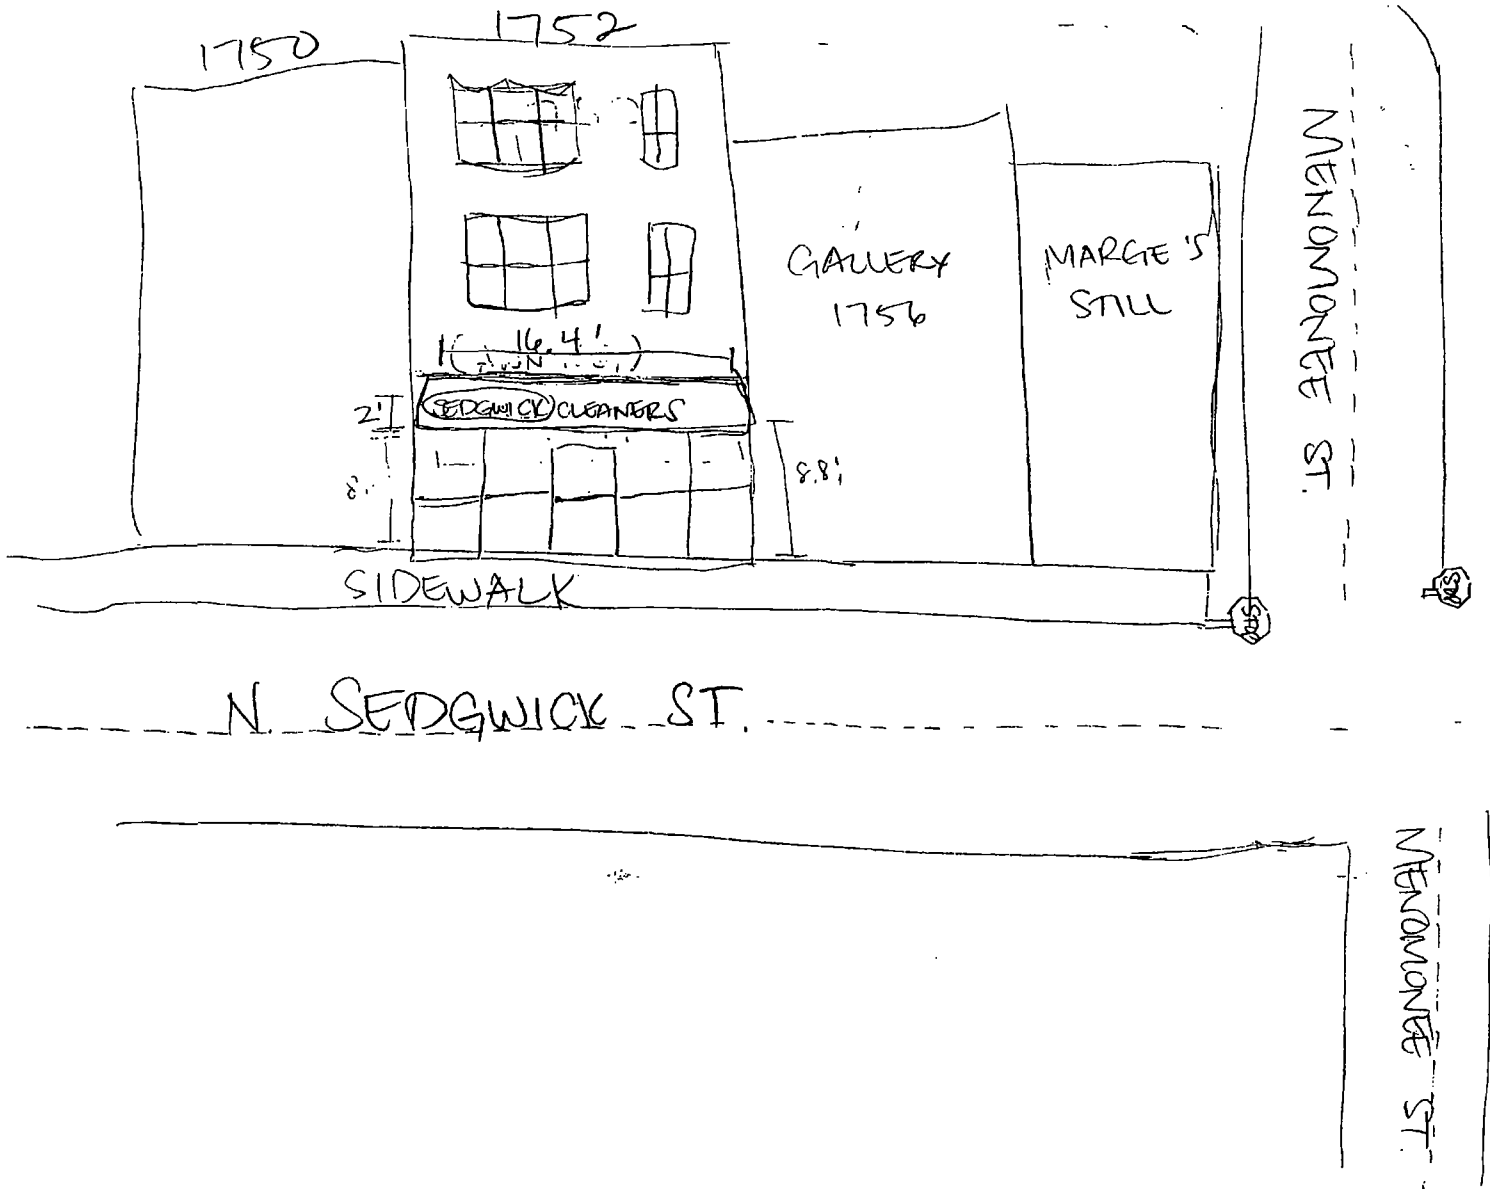 1752
1750
MENOMONEE ST.
GALLERY
1756
MARGIE'S
STILL
16.4'
2'
SEDGWICK CLEANERS
8.8'
SIDEWALK
STOP
STOP
N. SEDGWICK ST.
MENOMONEE ST.